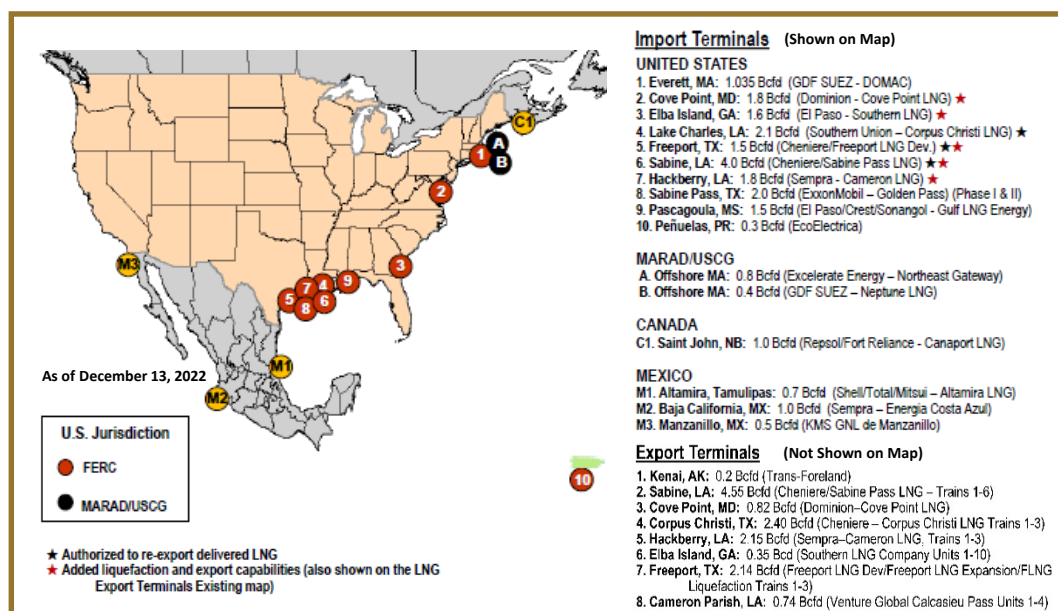 Import Terminals (Shown on Map)
UNITED STATES
1. Everett, MA: 1.035 Bcfd (GDF SUEZ - DOMAC)
2. Cove Point, MD: 1.8 Bcfd (Dominion - Cove Point LNG) ★
3. Elba Island, GA: 1.6 Bcfd (El Paso - Southern LNG) ★
4. Lake Charles, LA: 2.1 Bcfd (Southern Union – Corpus Christi LNG) ★
5. Freeport, TX: 1.5 Bcfd (Cheniere/Freeport LNG Dev.) ★★
6. Sabine, LA: 4.0 Bcfd (Cheniere/Sabine Pass LNG) ★★
7. Hackberry, LA: 1.8 Bcfd (Sempra - Cameron LNG) ★
8. Sabine Pass, TX: 2.0 Bcfd (ExxonMobil – Golden Pass) (Phase I & II)
9. Pascagoula, MS: 1.5 Bcfd (El Paso/Crest/Sonangol - Gulf LNG Energy)
10. Peñuelas, PR: 0.3 Bcfd (EcoElectrica)
MARAD/USCG
A. Offshore MA: 0.8 Bcfd (Excelerate Energy – Northeast Gateway)
B. Offshore MA: 0.4 Bcfd (GDF SUEZ – Neptune LNG)
CANADA
C1. Saint John, NB: 1.0 Bcfd (Repsol/Fort Reliance - Canaport LNG)
MEXICO
M1. Altamira, Tamulipas: 0.7 Bcfd (Shell/Total/Mitsui – Altamira LNG)
M2. Baja California, MX: 1.0 Bcfd (Sempra – Energia Costa Azul)
M3. Manzanillo, MX: 0.5 Bcfd (KMS GNL de Manzanillo)
Export Terminals (Not Shown on Map)
1. Kenai, AK: 0.2 Bcfd (Trans-Foreland)
2. Sabine, LA: 4.55 Bcfd (Cheniere/Sabine Pass LNG – Trains 1-6)
3. Cove Point, MD: 0.82 Bcfd (Dominion–Cove Point LNG)
4. Corpus Christi, TX: 2.40 Bcfd (Cheniere – Corpus Christi LNG Trains 1-3)
5. Hackberry, LA: 2.15 Bcfd (Sempra–Cameron LNG, Trains 1-3)
6. Elba Island, GA: 0.35 Bcd (Southern LNG Company Units 1-10)
7. Freeport, TX: 2.14 Bcfd (Freeport LNG Dev/Freeport LNG Expansion/FLNG
Liquefaction Trains 1-3)
8. Cameron Parish, LA: 0.74 Bcfd (Venture Global Calcasieu Pass Units 1-4)
C1
A
1
B
2
M3
3
9
7
4
5
6
8
M1
As of December 13, 2022
M2
U.S. Jurisdiction
FERC
MARAD/USCG
10
★ Authorized to re-export delivered LNG
★ Added liquefaction and export capabilities (also shown on the LNG
Export Terminals Existing map)